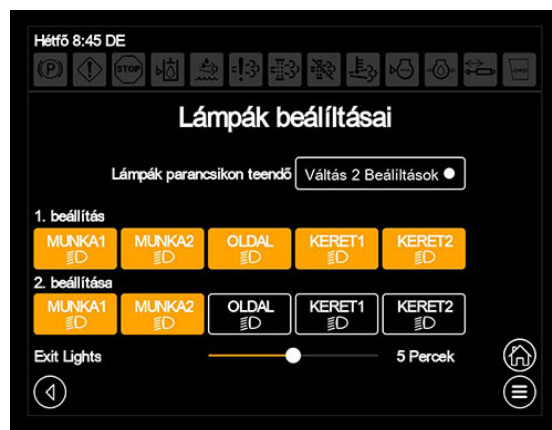 Hétfő 8:45 DE
STOP
Lámpák beálíltásai
Lámpák parancsikon teendő Váltás 2 Beálíltások
1. beállítás
MUNKA1 MUNKA2 OLDAL KERET1 KERET2
2. beállítása
MUNKA1 MUNKA2 OLDAL KERET1 KERET2
Exit Lights 5 Percek